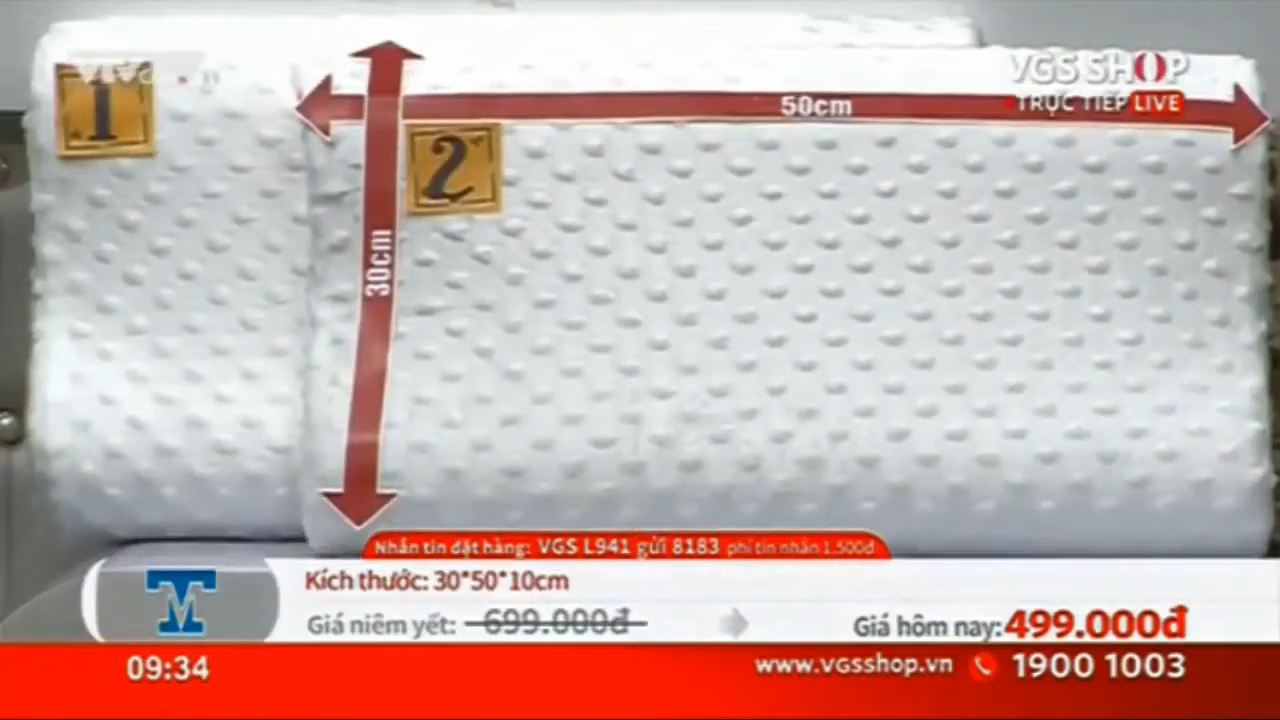 1
VGS SHOP
TRỰC TIẾP LIVE
50cm
2
30cm
Nhắn tin đặt hàng: VGS L941 gửi 8183 phí tin nhắn 1.500đ
Kích thước: 30*50*10cm
Giá niêm yết: 699.000đ
Giá hôm nay: 499.000đ
09:34
www.vgsshop.vn 1900 1003